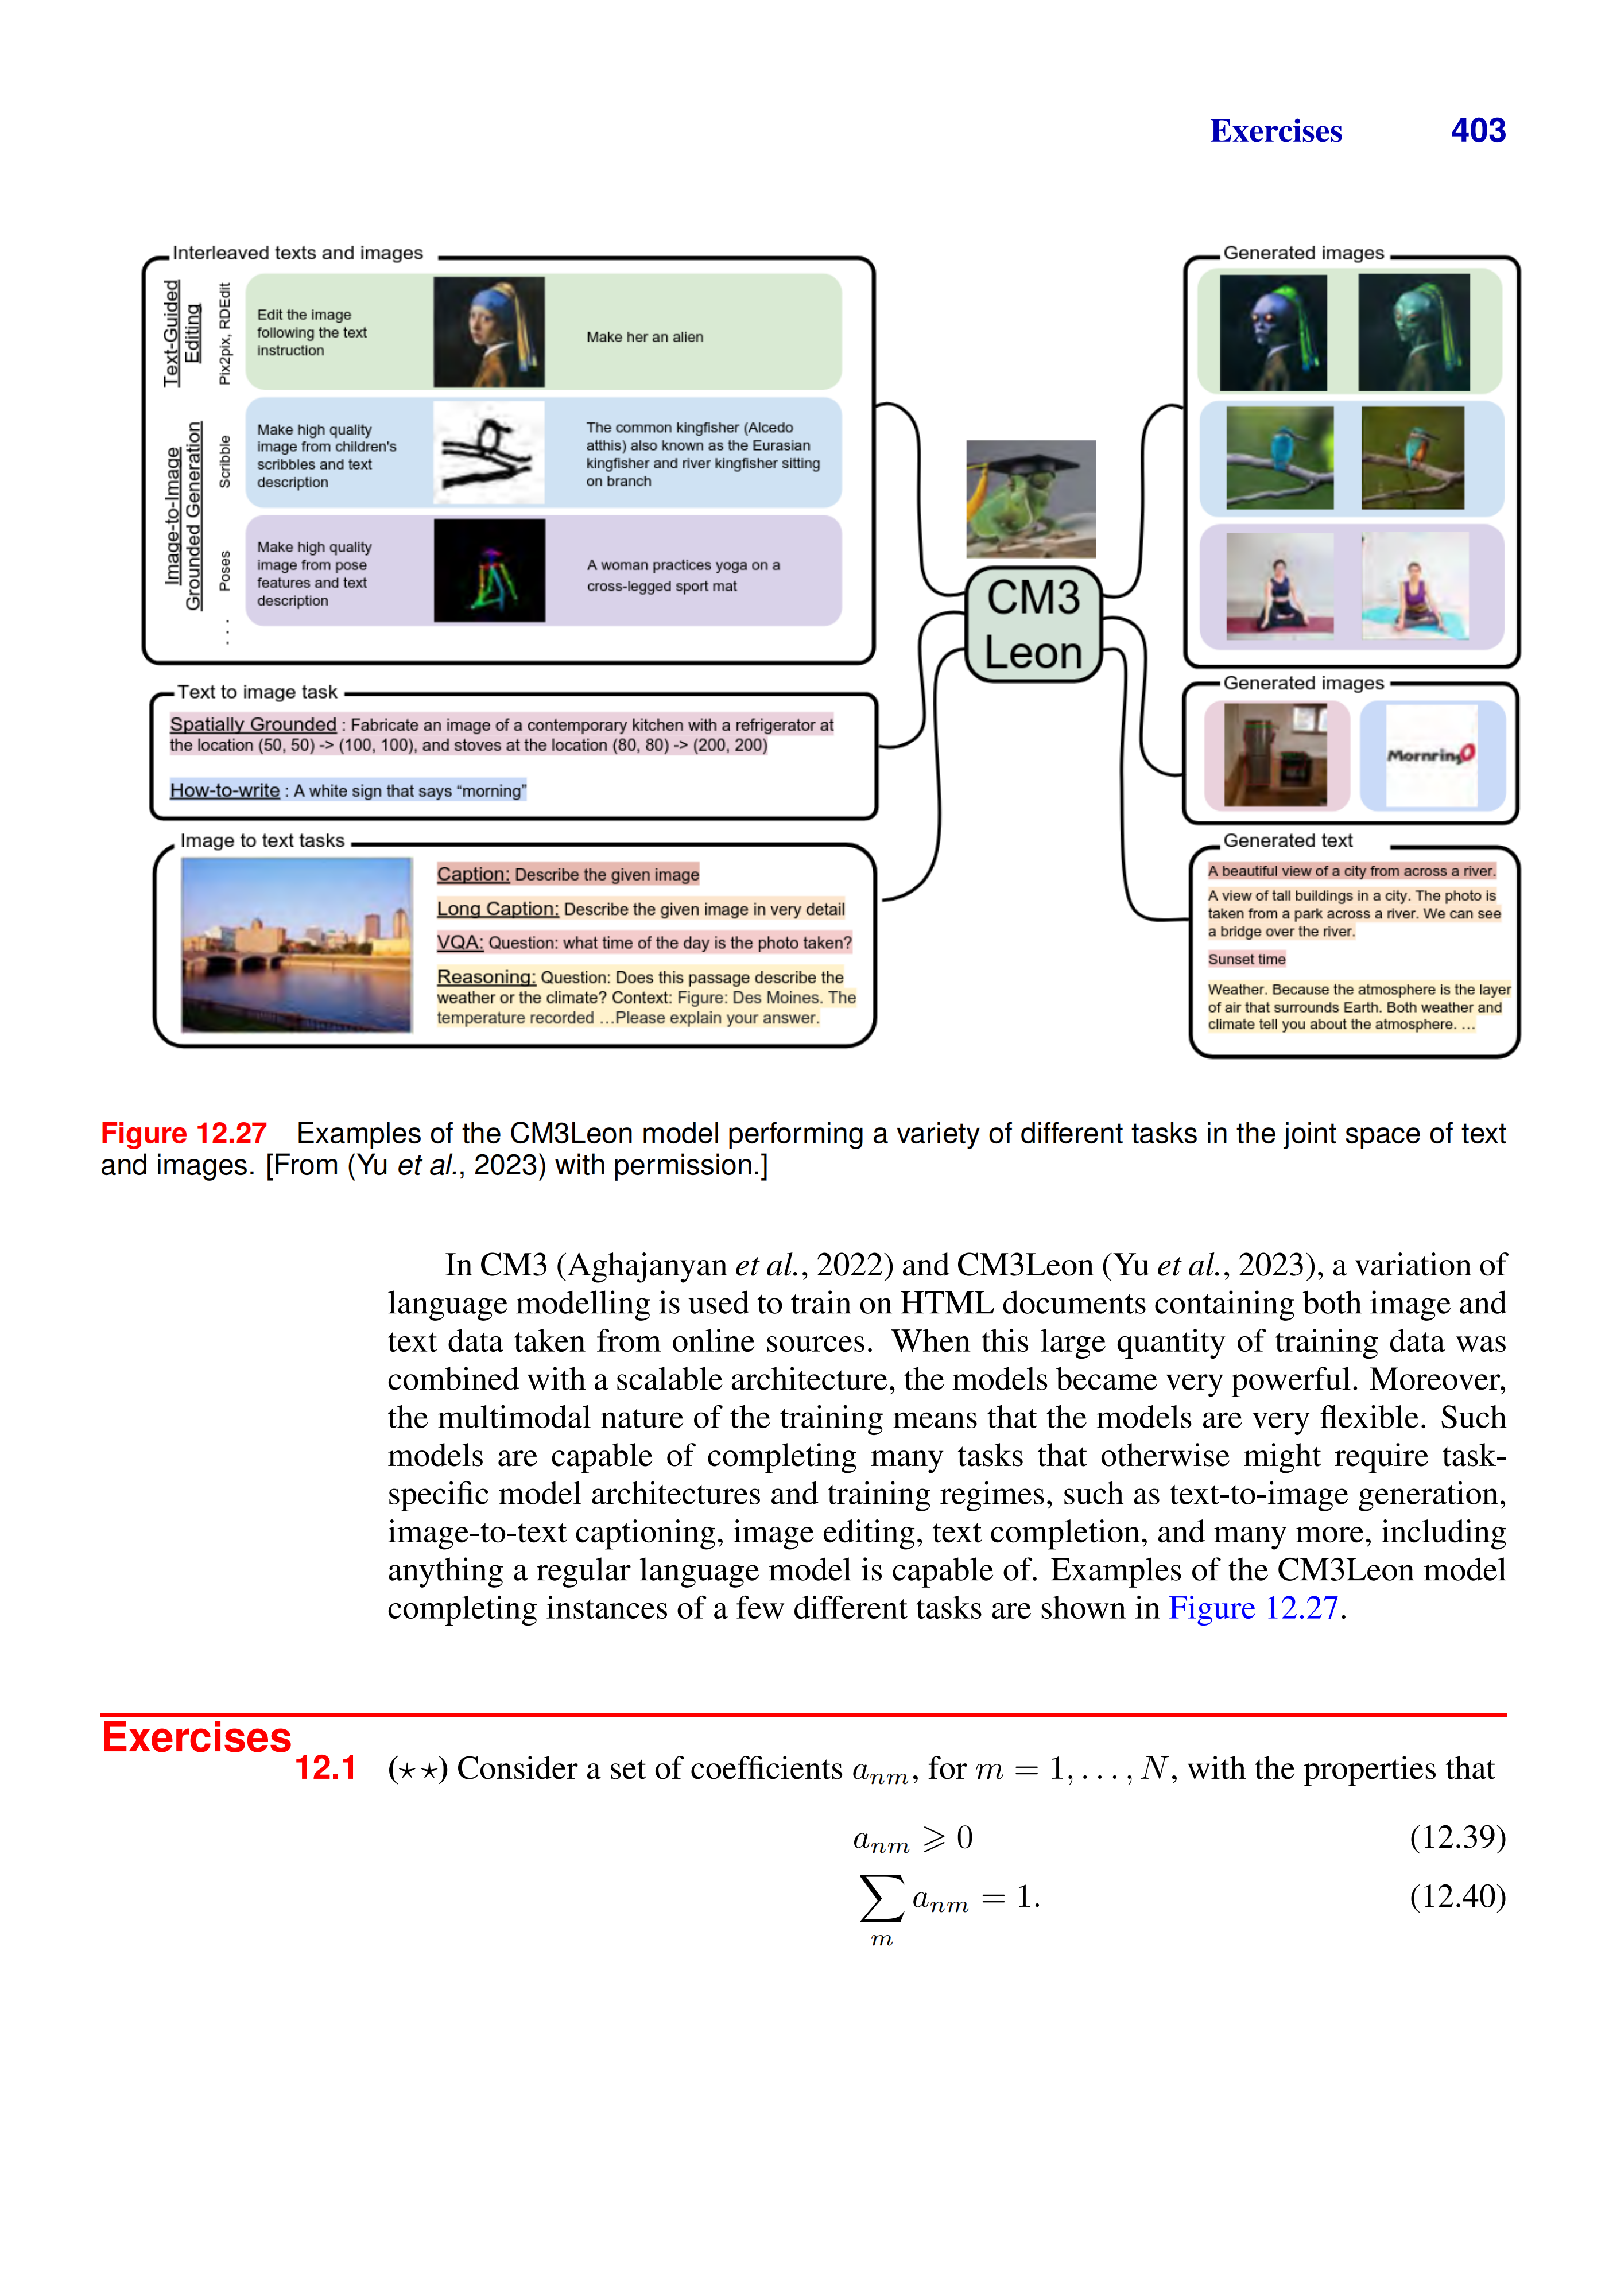 Exercises 403
Interleaved texts and images
Text-Guided
Editing
Pix2pix, RDEdit
Edit the image
following the text
instruction
Make her an alien
Image-to-Image
Grounded Generation
Scribble
Make high quality
image from children's
scribbles and text
description
The common kingfisher (Alcedo
atthis) also known as the Eurasian
kingfisher and river kingfisher sitting
on branch
Poses
Make high quality
image from pose
features and text
description
A woman practices yoga on a
cross-legged sport mat
...
Text to image task
Spatially Grounded : Fabricate an image of a contemporary kitchen with a refrigerator at
the location (50, 50) -> (100, 100), and stoves at the location (80, 80) -> (200, 200)
How-to-write : A white sign that says “morning”
Image to text tasks
Caption: Describe the given image
Long Caption: Describe the given image in very detail
VQA: Question: what time of the day is the photo taken?
Reasoning: Question: Does this passage describe the
weather or the climate? Context: Figure: Des Moines. The
temperature recorded ...Please explain your answer.
CM3
Leon
Generated images
Generated images
Mornring
Generated text
A beautiful view of a city from across a river.
A view of tall buildings in a city. The photo is
taken from a park across a river. We can see
a bridge over the river.
Sunset time
Weather. Because the atmosphere is the layer
of air that surrounds Earth. Both weather and
climate tell you about the atmosphere. ...
Figure 12.27 Examples of the CM3Leon model performing a variety of different tasks in the joint space of text
and images. [From (Yu et al., 2023) with permission.]
In CM3 (Aghajanyan et al., 2022) and CM3Leon (Yu et al., 2023), a variation of
language modelling is used to train on HTML documents containing both image and
text data taken from online sources. When this large quantity of training data was
combined with a scalable architecture, the models became very powerful. Moreover,
the multimodal nature of the training means that the models are very flexible. Such
models are capable of completing many tasks that otherwise might require task-
specific model architectures and training regimes, such as text-to-image generation,
image-to-text captioning, image editing, text completion, and many more, including
anything a regular language model is capable of. Examples of the CM3Leon model
completing instances of a few different tasks are shown in Figure 12.27.
Exercises
12.1 (⋆⋆) Consider a set of coefficients aₙₘ, for m = 1, . . . , N, with the properties that
aₙₘ ⩾ 0 (12.39)
∑ₘ aₙₘ = 1. (12.40)